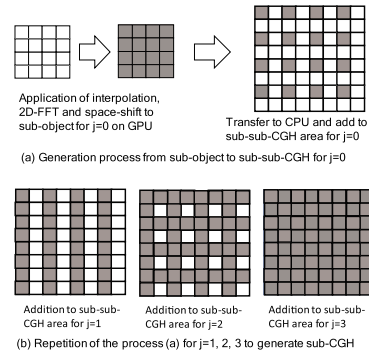 Application of interpolation,
2D-FFT and space-shift to
sub-object for j=0 on GPU
Transfer to CPU and add to
sub-sub-CGH area for j=0
(a) Generation process from sub-object to sub-sub-CGH for j=0
Addition to sub-sub-
CGH area for j=1
Addition to sub-sub-
CGH area for j=2
Addition to sub-sub-
CGH area for j=3
(b) Repetition of the process (a) for j=1, 2, 3 to generate sub-CGH